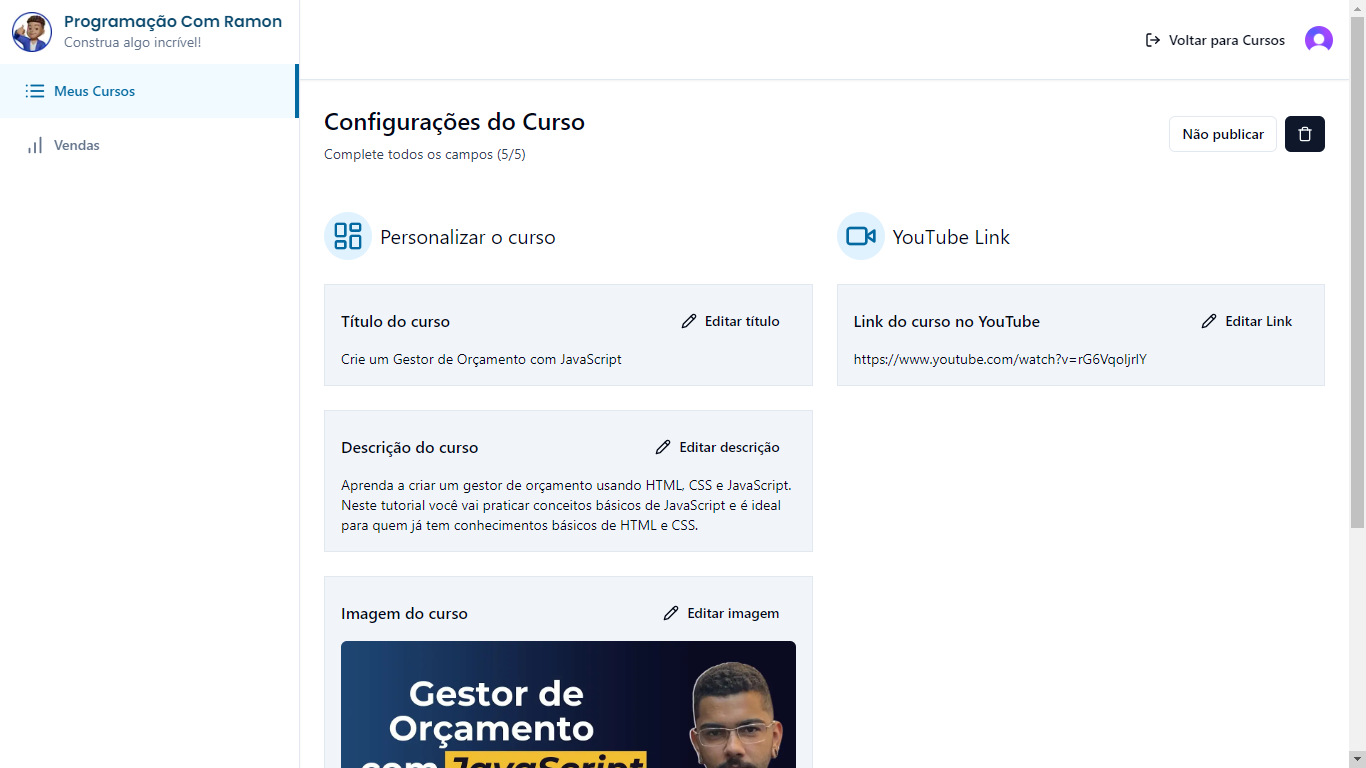 Programação Com Ramon
Construa algo incrível!
Voltar para Cursos
Meus Cursos
Vendas
Configurações do Curso
Complete todos os campos (5/5)
Não publicar
Personalizar o curso
YouTube Link
Título do curso
Editar título
Crie um Gestor de Orçamento com JavaScript
Link do curso no YouTube
Editar Link
https://www.youtube.com/watch?v=rG6VqoljrlY
Descrição do curso
Editar descrição
Aprenda a criar um gestor de orçamento usando HTML, CSS e JavaScript.
Neste tutorial você vai praticar conceitos básicos de JavaScript e é ideal
para quem já tem conhecimentos básicos de HTML e CSS.
Imagem do curso
Editar imagem
Gestor de
Orçamento
com JavaScript